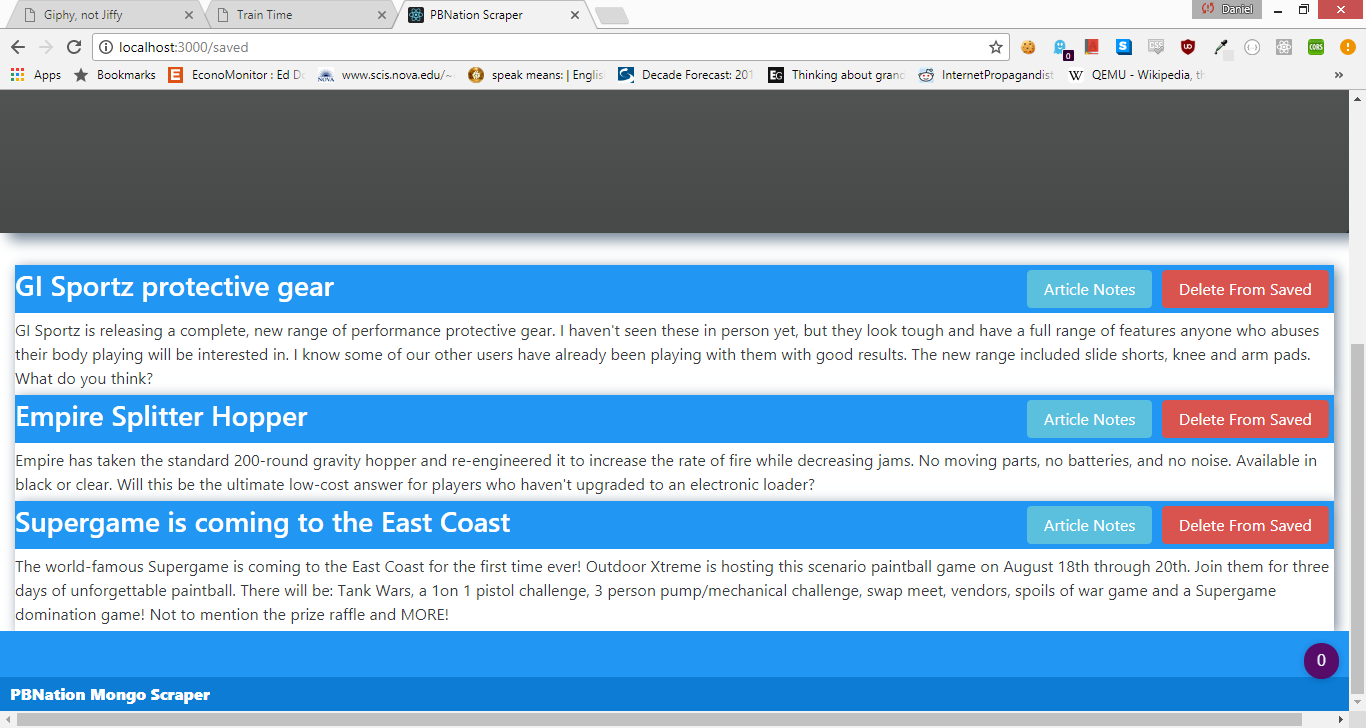 Giphy, not Jiffy
Train Time
PBNation Scraper
Daniel
localhost:3000/saved
0
CORS
Apps
Bookmarks
EconoMonitor : Ed D
www.scis.nova.edu/~
speak means: | Englis
Decade Forecast: 201
EG
Thinking about grand
InternetPropagandist
W
QEMU - Wikipedia, th
»
GI Sportz protective gear
Article Notes
Delete From Saved
GI Sportz is releasing a complete, new range of performance protective gear. I haven't seen these in person yet, but they look tough and have a full range of features anyone who abuses
their body playing will be interested in. I know some of our other users have already been playing with them with good results. The new range included slide shorts, knee and arm pads.
What do you think?
Empire Splitter Hopper
Article Notes
Delete From Saved
Empire has taken the standard 200-round gravity hopper and re-engineered it to increase the rate of fire while decreasing jams. No moving parts, no batteries, and no noise. Available in
black or clear. Will this be the ultimate low-cost answer for players who haven't upgraded to an electronic loader?
Supergame is coming to the East Coast
Article Notes
Delete From Saved
The world-famous Supergame is coming to the East Coast for the first time ever! Outdoor Xtreme is hosting this scenario paintball game on August 18th through 20th. Join them for three
days of unforgettable paintball. There will be: Tank Wars, a 1on 1 pistol challenge, 3 person pump/mechanical challenge, swap meet, vendors, spoils of war game and a Supergame
domination game! Not to mention the prize raffle and MORE!
0
PBNation Mongo Scraper